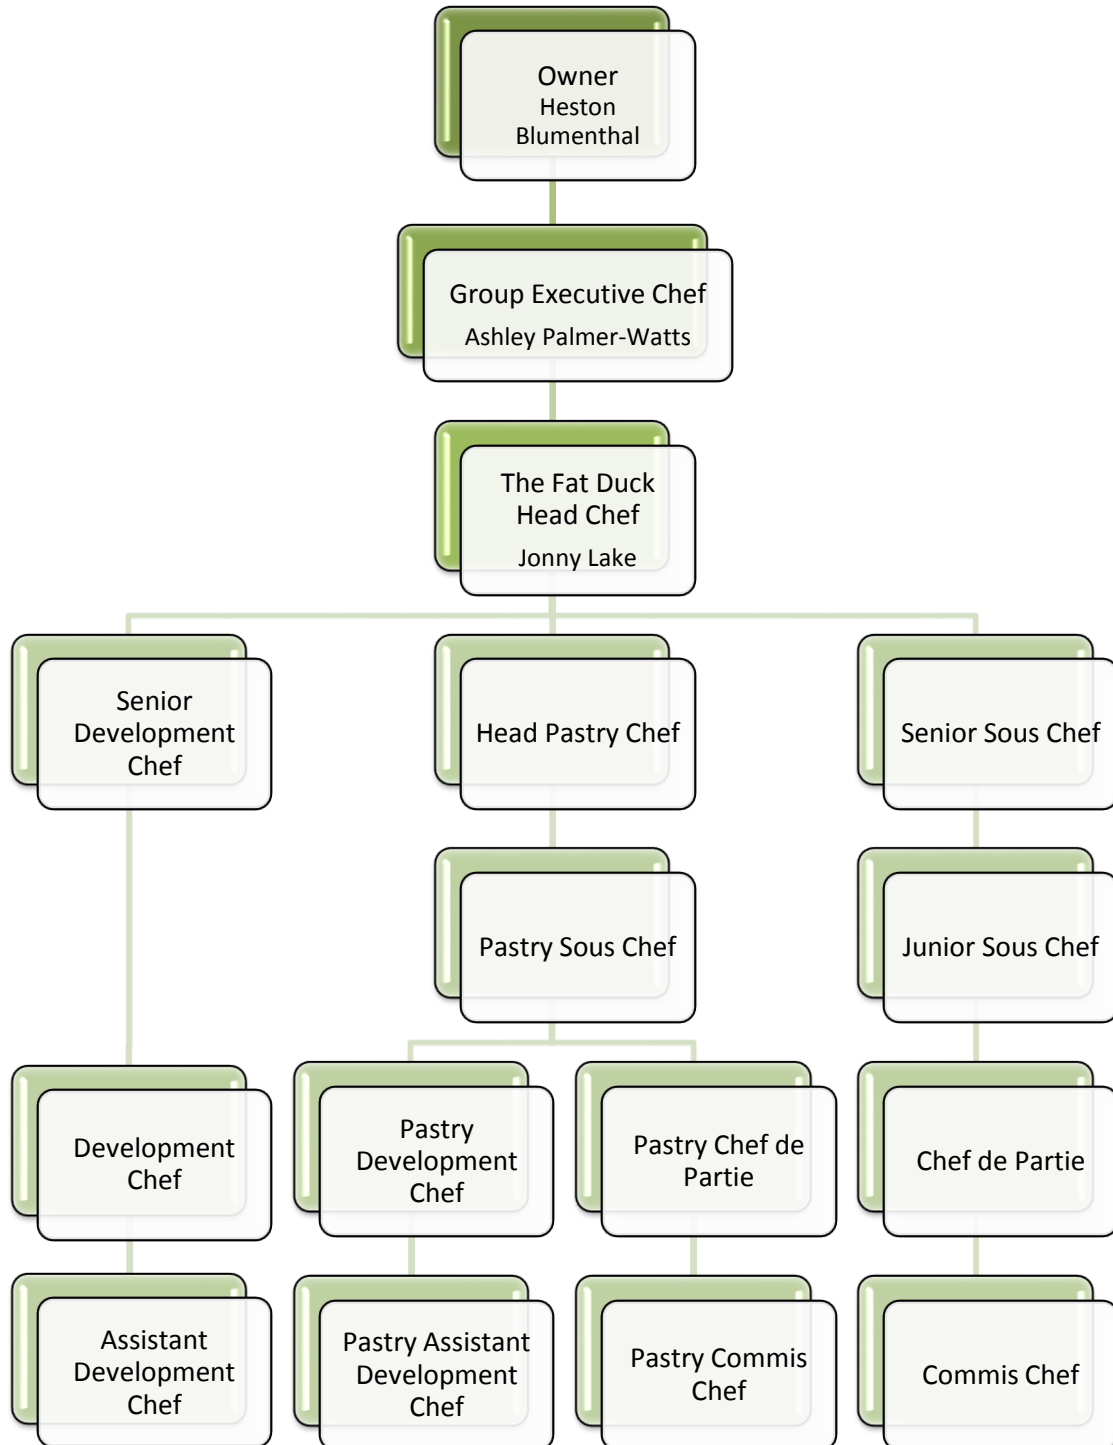 Owner
Heston
Blumenthal
Group Executive Chef
Ashley Palmer-Watts
The Fat Duck
Head Chef
Jonny Lake
Senior
Development
Chef
Head Pastry Chef
Senior Sous Chef
Pastry Sous Chef
Junior Sous Chef
Development
Chef
Pastry
Development
Chef
Pastry Chef de
Partie
Chef de Partie
Assistant
Development
Chef
Pastry Assistant
Development
Chef
Pastry Commis
Chef
Commis Chef